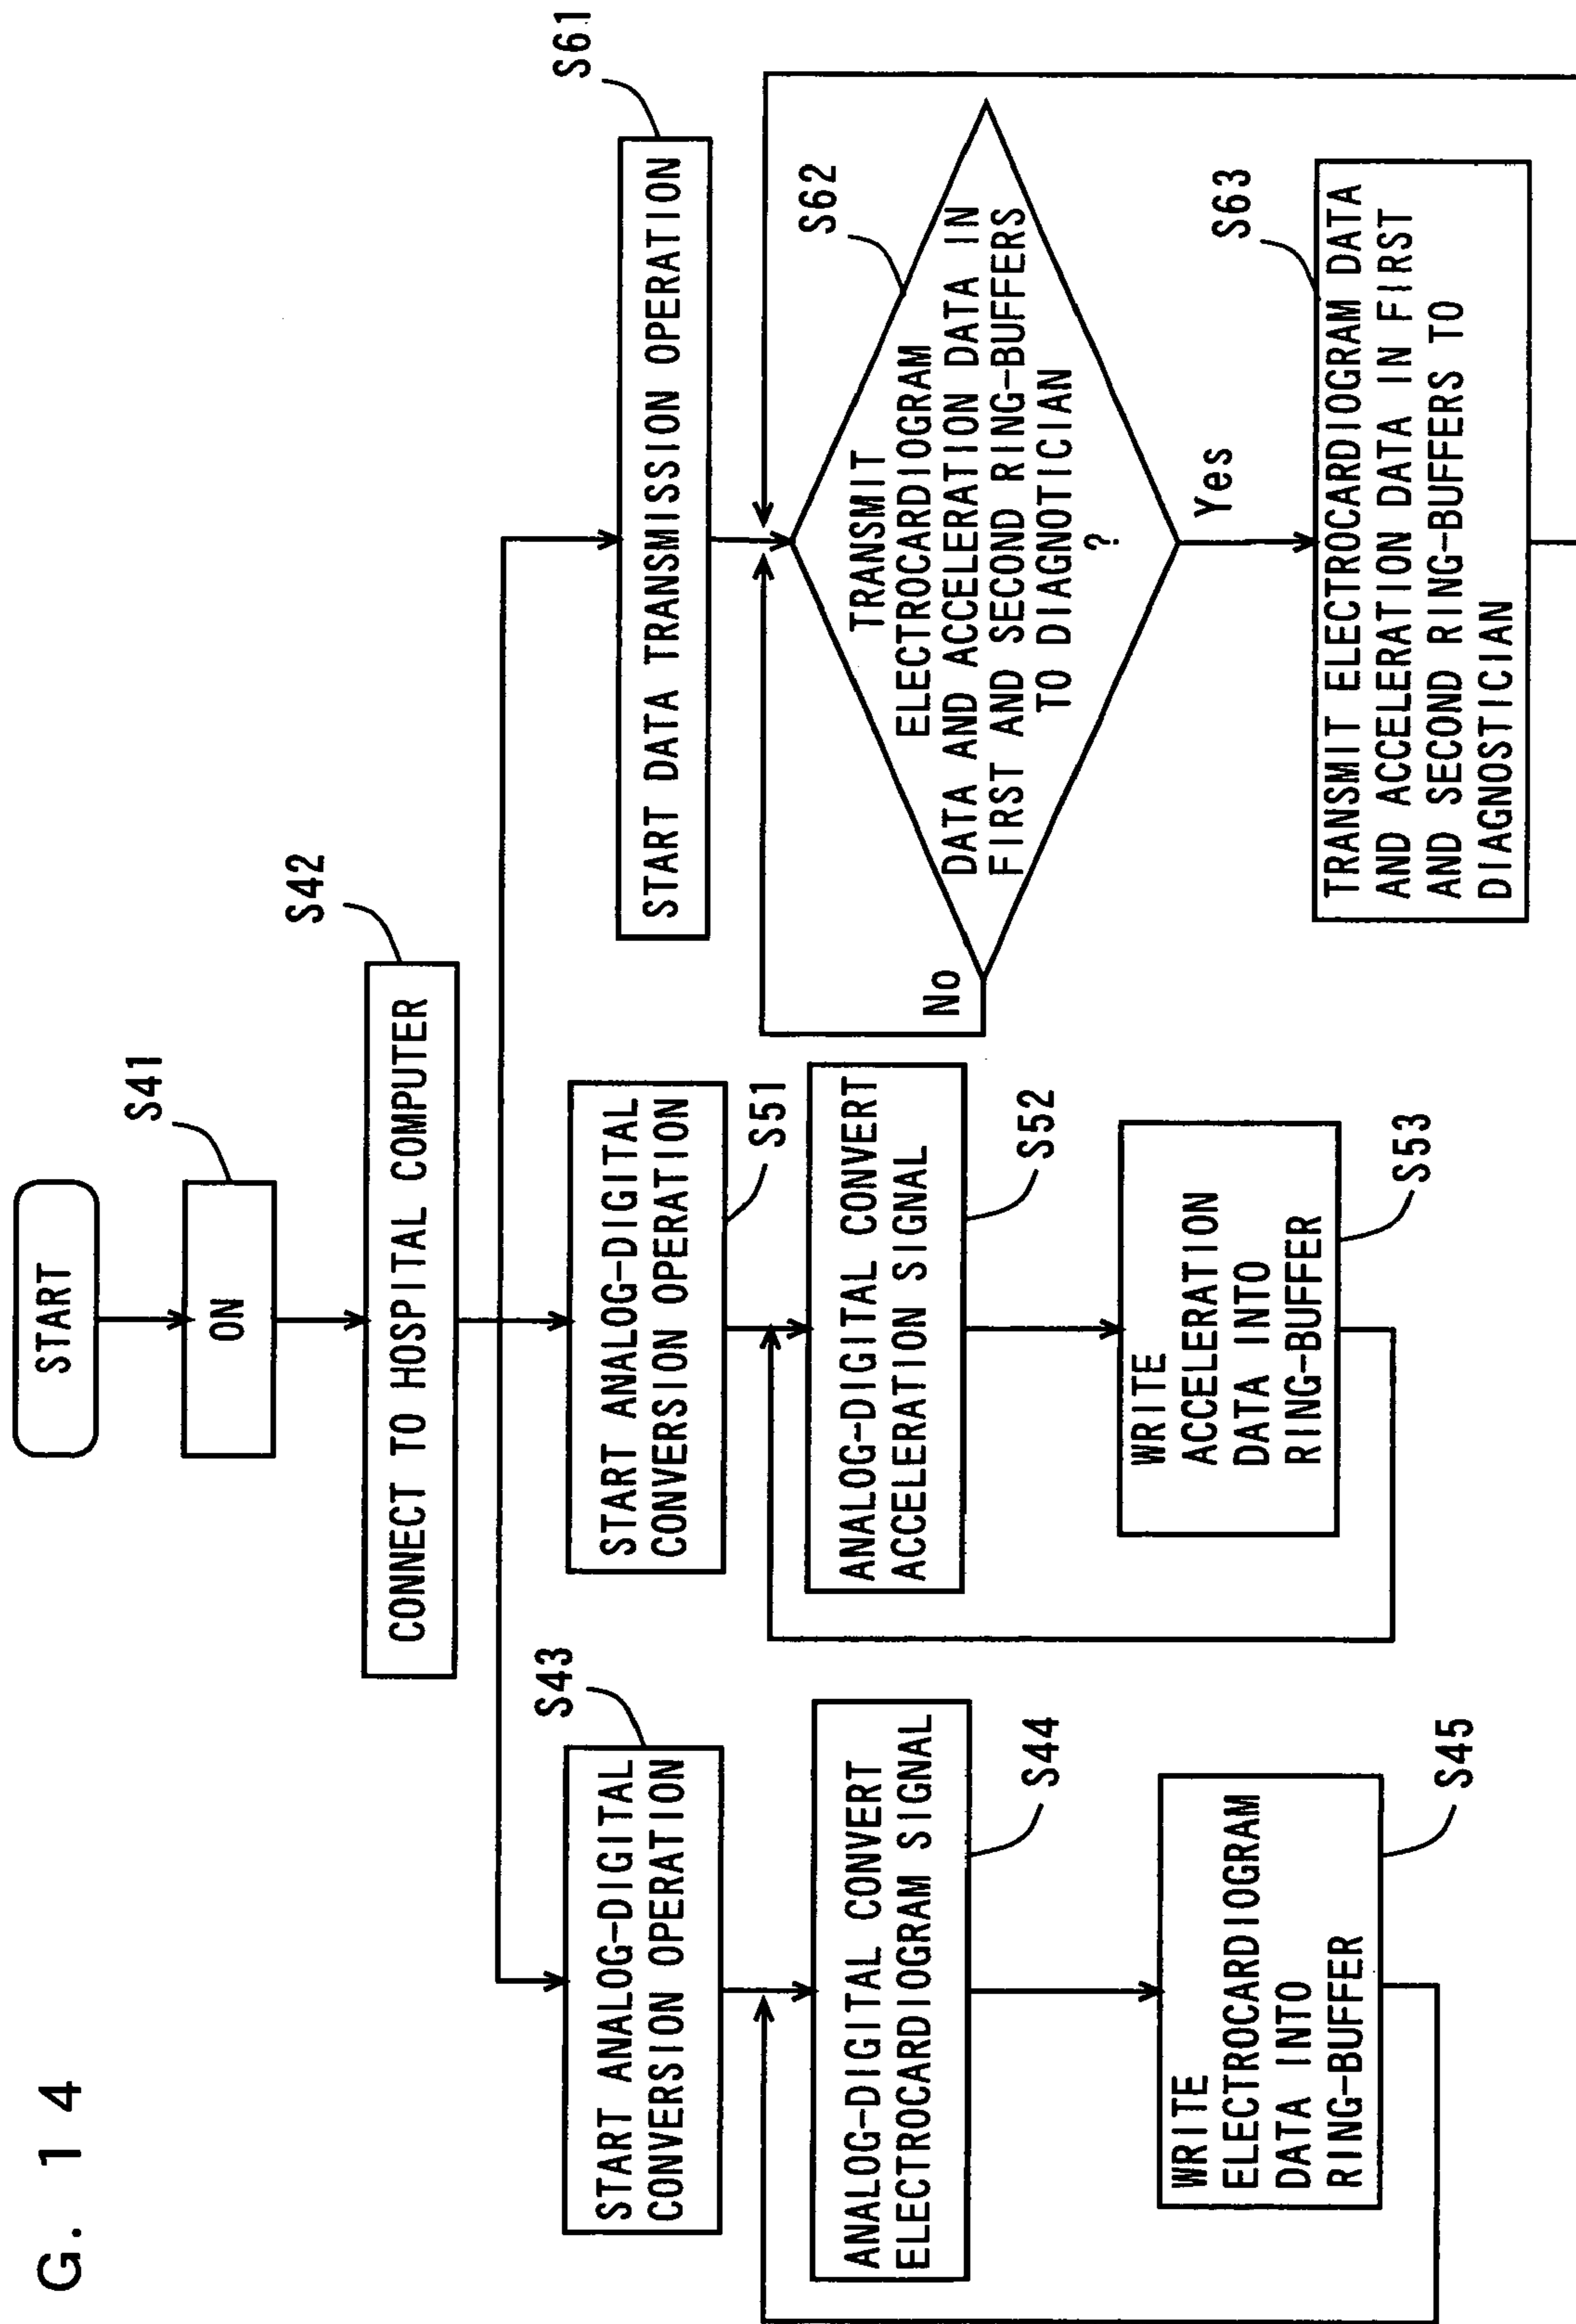 G. 14
START
S41
ON
S42
CONNECT TO HOSPITAL COMPUTER
S43
START ANALOG-DIGITAL
CONVERSION OPERATION
S44
ANALOG-DIGITAL CONVERT
ELECTROCARDIOGRAM SIGNAL
S45
WRITE
ELECTROCARDIOGRAM
DATA INTO
RING-BUFFER
START ANALOG-DIGITAL
CONVERSION OPERATION
S51
ANALOG-DIGITAL CONVERT
ACCELERATION SIGNAL
S52
WRITE
ACCELERATION
DATA INTO
RING-BUFFER
S53
S61
START DATA TRANSMISSION OPERATION
S62
TRANSMIT
ELECTROCARDIOGRAM
DATA AND ACCELERATION DATA IN
FIRST AND SECOND RING-BUFFERS
TO DIAGNOTICIAN
?
No
Yes
S63
TRANSMIT ELECTROCARDIOGRAM DATA
AND ACCELERATION DATA IN FIRST
AND SECOND RING-BUFFERS TO
DIAGNOSTICIAN